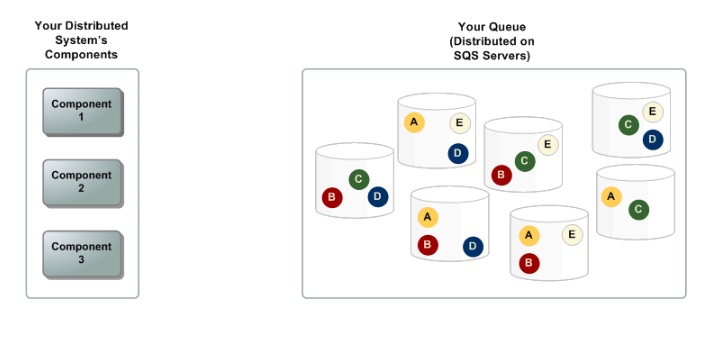 Your Distributed
System's
Components
Component
1
Component
2
Component
3
Your Queue
(Distributed on
SQS Servers)
C
B
D
A
E
D
A
B
D
E
C
B
A
E
B
E
C
D
A
C